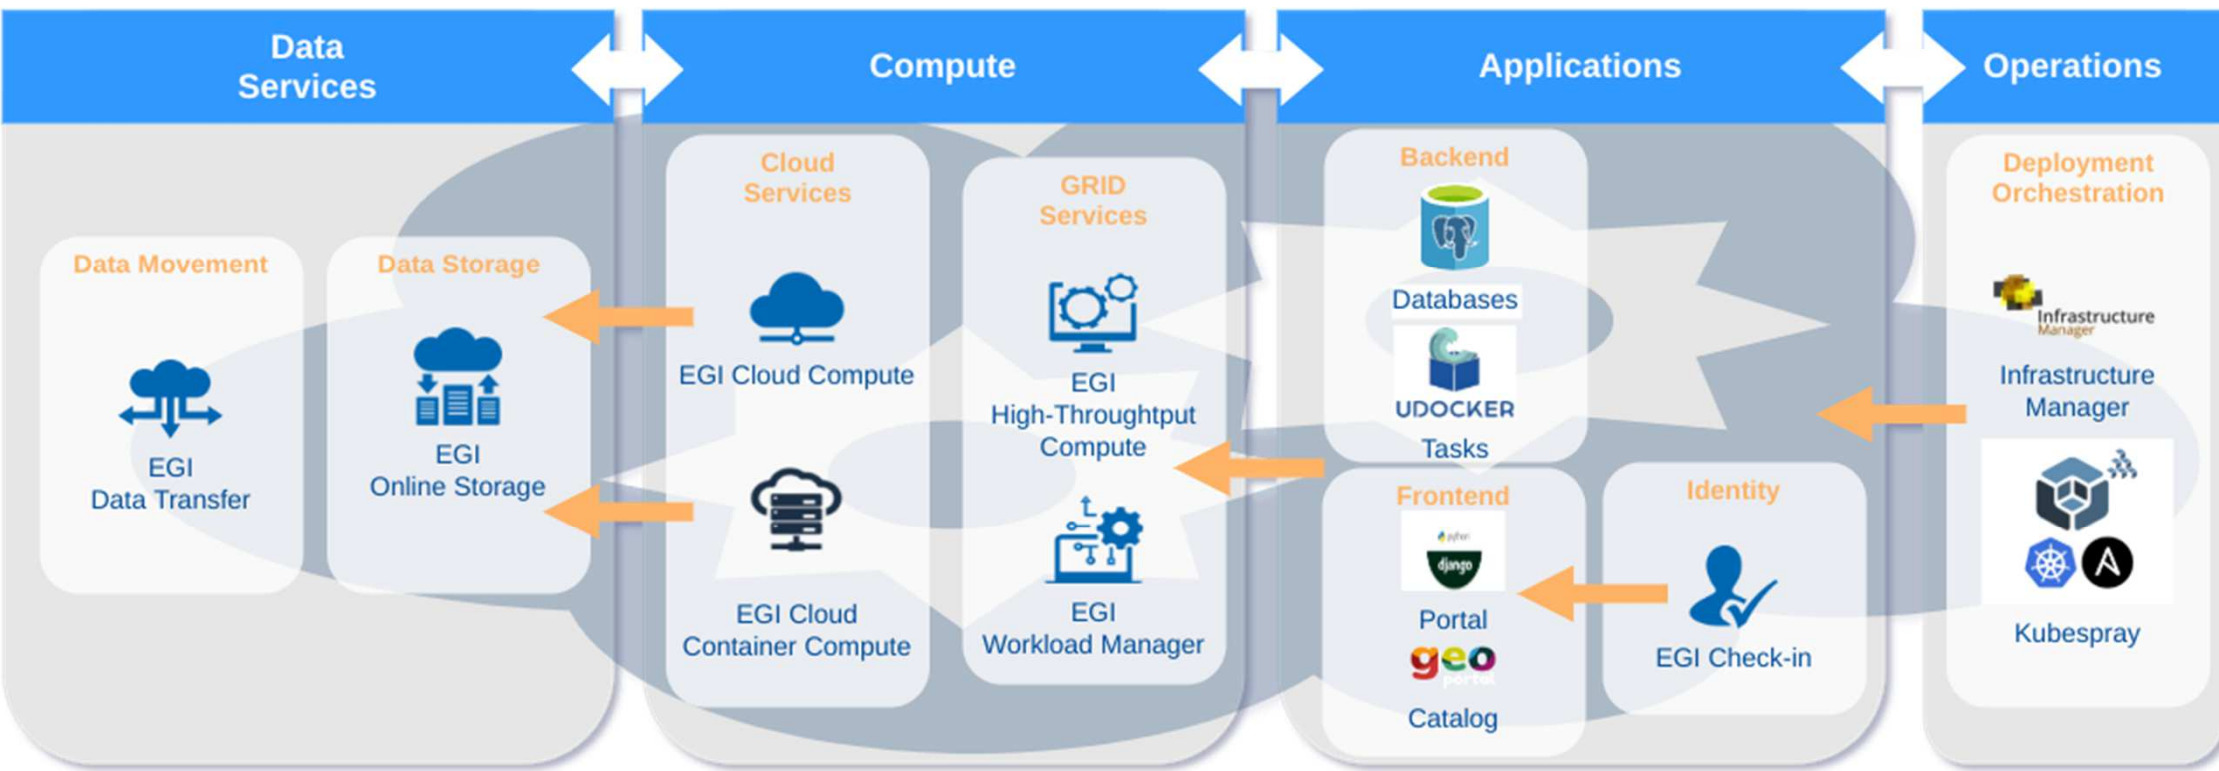 Data
Services
Compute
Applications
Operations
Data Movement
EGI
Data Transfer
Data Storage
EGI
Online Storage
Cloud
Services
EGI Cloud Compute
EGI Cloud
Container Compute
GRID
Services
EGI
High-Throughtput
Compute
EGI
Workload Manager
Backend
Databases
UDOCKER
Tasks
Frontend
python
django
Portal
geo
portal
Catalog
Identity
EGI Check-in
Deployment
Orchestration
Infrastructure
Manager
Infrastructure
Manager
A
Kubespray